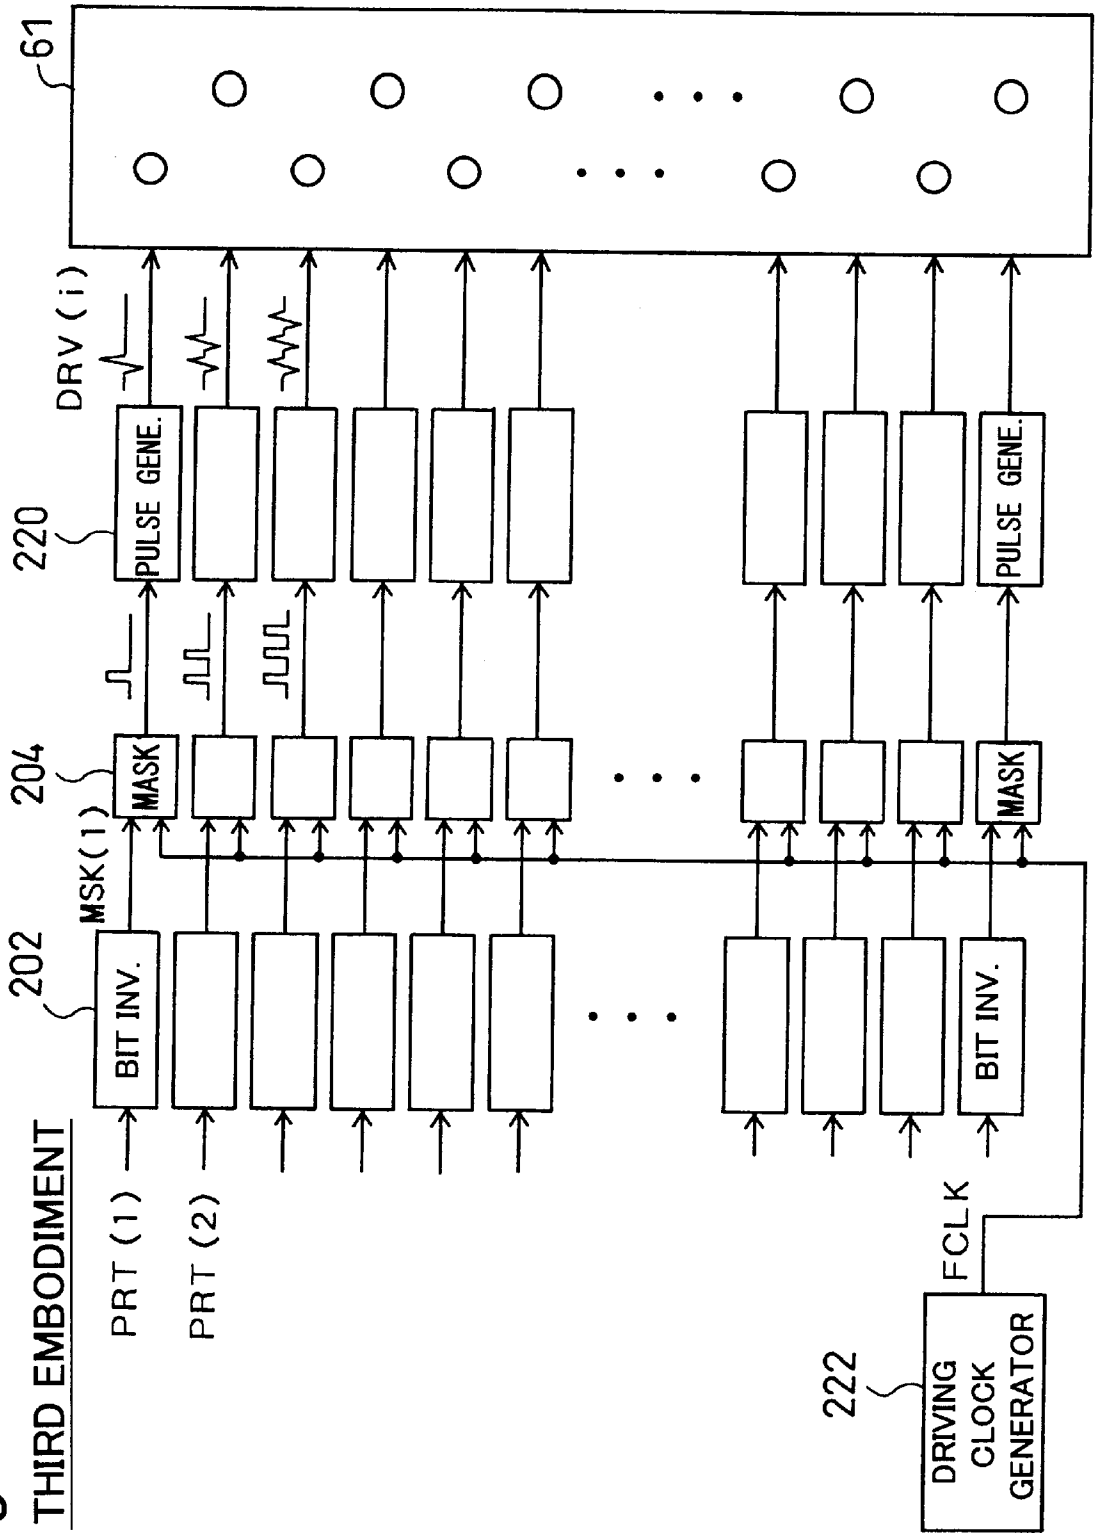 THIRD EMBODIMENT
PRT (1)
PRT (2)
202
BIT INV.
MSK(1)
204
MASK
220
PULSE GENE.
DRV (i)
61
BIT INV.
MASK
PULSE GENE.
FCLK
222
DRIVING
CLOCK
GENERATOR